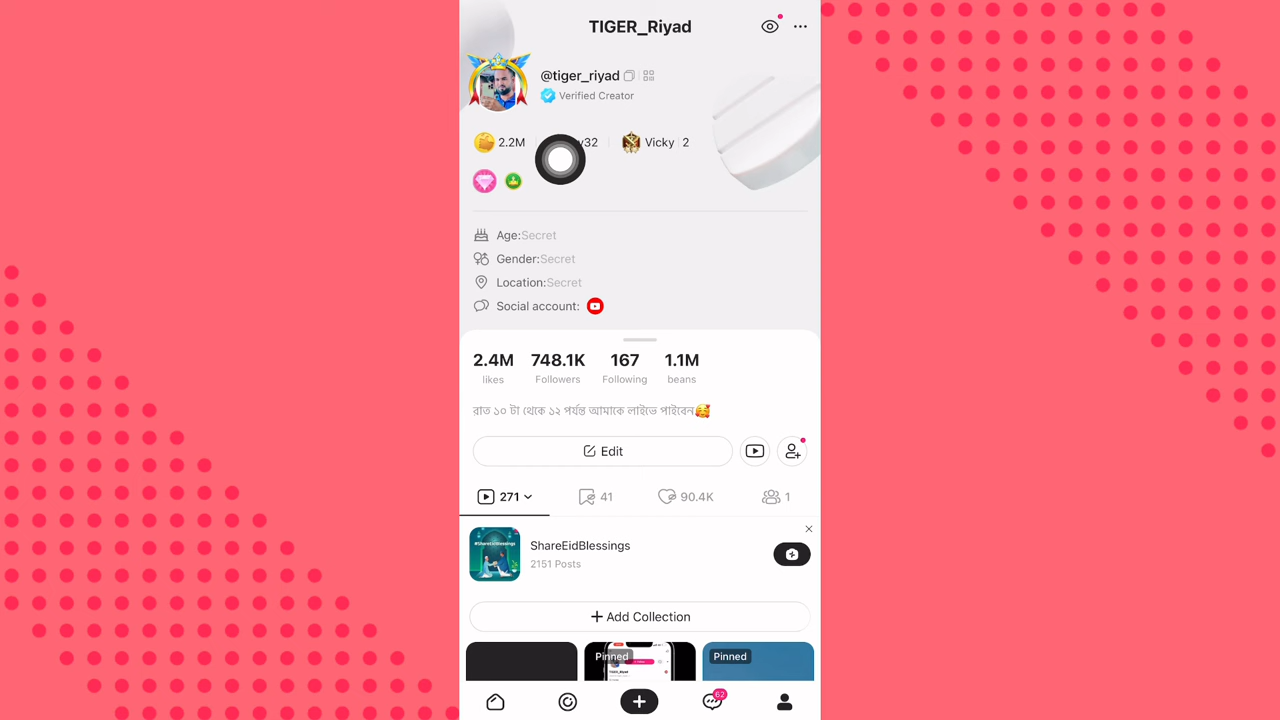 TIGER_Riyad
@tiger_riyad
Verified Creator
2.2M
Vicky 2
Age:Secret
Gender:Secret
Location:Secret
Social account:
2.4M 748.1K 167 1.1M
likes Followers Following beans
রাত ১০ টা থেকে ১২ পর্যন্ত আমাকে লাইভে পাইবেন🥰
Edit
271 41 90.4K 1
#ShareEidBlessings
ShareEidBlessings
2151 Posts
+ Add Collection
Pinned Pinned
TIGER_Riyad
62